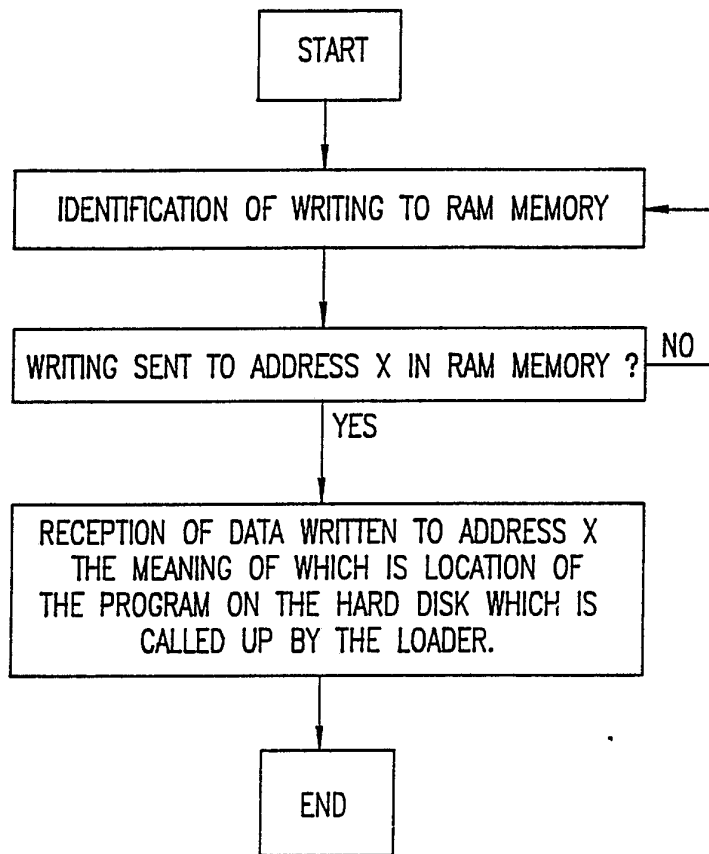 START
IDENTIFICATION OF WRITING TO RAM MEMORY
WRITING SENT TO ADDRESS X IN RAM MEMORY ?
NO
YES
RECEPTION OF DATA WRITTEN TO ADDRESS X
THE MEANING OF WHICH IS LOCATION OF
THE PROGRAM ON THE HARD DISK WHICH IS
CALLED UP BY THE LOADER.
END